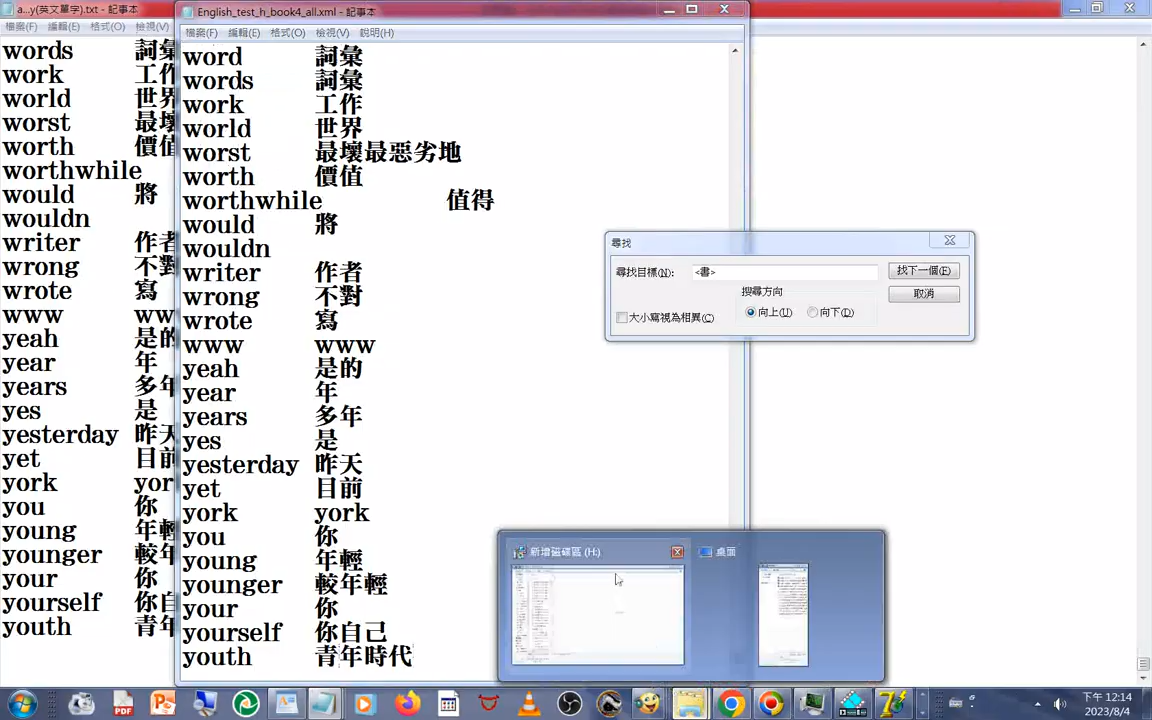 a...y(英文單字).txt - 記事本
檔案(F) 編輯(E) 格式(O) 檢視(V)
words 詞彙
work 工作
world 世界
worst 最壞
worth 價值
worthwhile
would 將
wouldn
writer 作者
wrong 不對
wrote 寫
www ww
yeah 是的
year 年
years 多年
yes 是
yesterday 昨天
yet 目前
york yor
you 你
young 年輕
younger 較年
your 你
yourself 你自
youth 青年
English_test_h_book4_all.xml - 記事本
檔案(F) 編輯(E) 格式(O) 檢視(V) 說明(H)
word 詞彙
words 詞彙
work 工作
world 世界
worst 最壞最惡劣地
worth 價值
worthwhile 值得
would 將
wouldn
writer 作者
wrong 不對
wrote 寫
www www
yeah 是的
year 年
years 多年
yes 是
yesterday 昨天
yet 目前
york york
you 你
young 年輕
younger 較年輕
your 你
yourself 你自己
youth 青年時代
尋找
尋找目標(N): <書> 找下一個(F)
搜尋方向 取消
大小寫視為相異(C) 向上(U) 向下(D)
新增磁碟區 (H:) 桌面
下午 12:14
2023/8/4